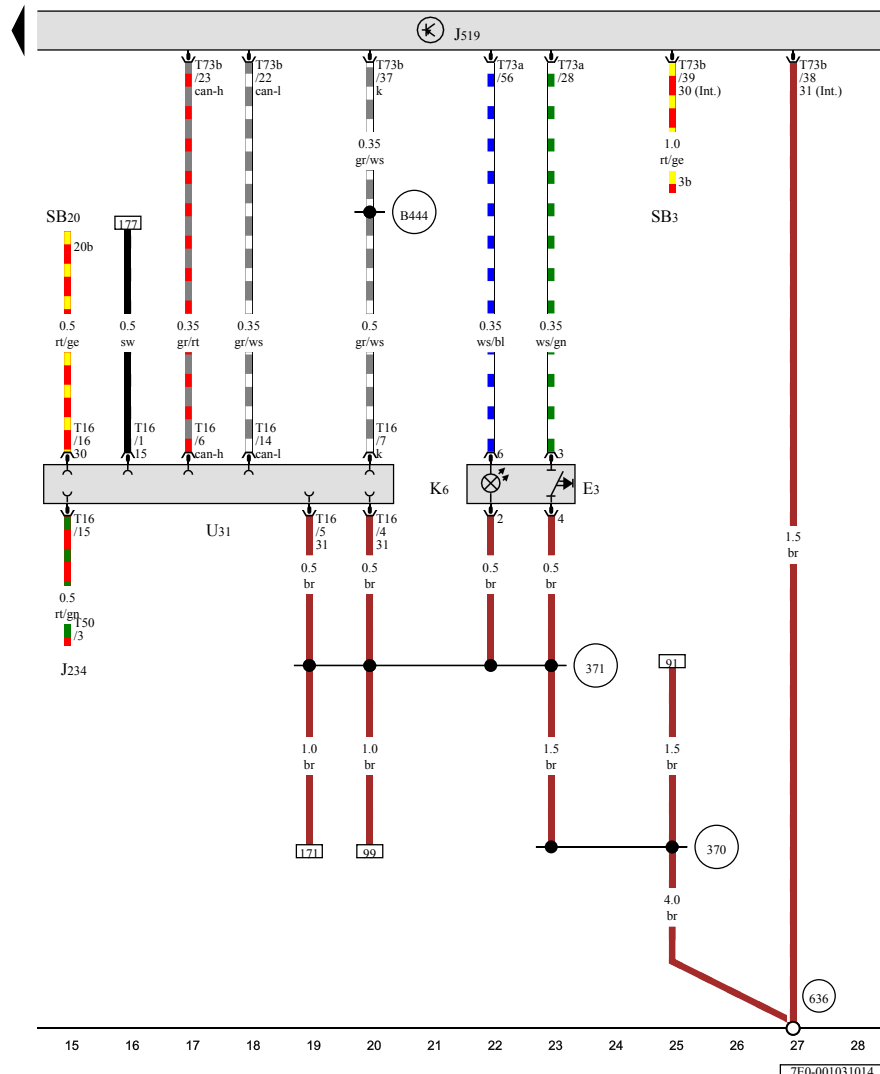 J519
T73b
/23
can-h
T73b
/22
can-l
T73b
/37
k
T73a
/56
T73a
/28
T73b
/39
30 (Int.)
T73b
/38
31 (Int.)
0.35
gr/ws
1.0
rt/ge
3b
SB20
177
B444
SB3
20b
0.5
rt/ge
0.5
sw
0.35
gr/rt
0.35
gr/ws
0.5
gr/ws
0.35
ws/bl
0.35
ws/gn
T16
/16
30
T16
/1
15
T16
/6
can-h
T16
/14
can-l
T16
/7
k
6
3
K6
E3
T16
/15
U31
T16
/5
31
T16
/4
31
2
4
1.5
br
0.5
br
0.5
br
0.5
br
0.5
br
0.5
rt/gn
T50
/3
J234
371
91
1.0
br
1.0
br
1.5
br
1.5
br
171
99
370
4.0
br
636
15 16 17 18 19 20 21 22 23 24 25 26 27 28
7E0-001031014